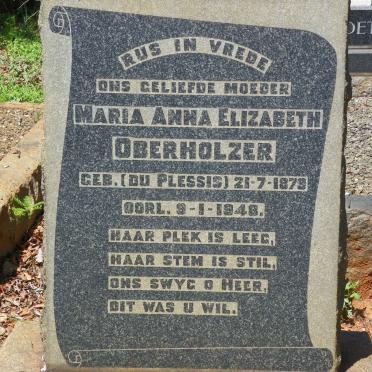 RUS IN VREDE
ONS GELIEFDE MOEDER
MARIA ANNA ELIZABETH
OBERHOLZER
GEB. (DU PLESSIS) 21-7-1879
OORL. 9-1-1948.
HAAR PLEK IS LEEG,
HAAR STEM IS STIL,
ONS SWYG O HEER,
DIT WAS U WIL.